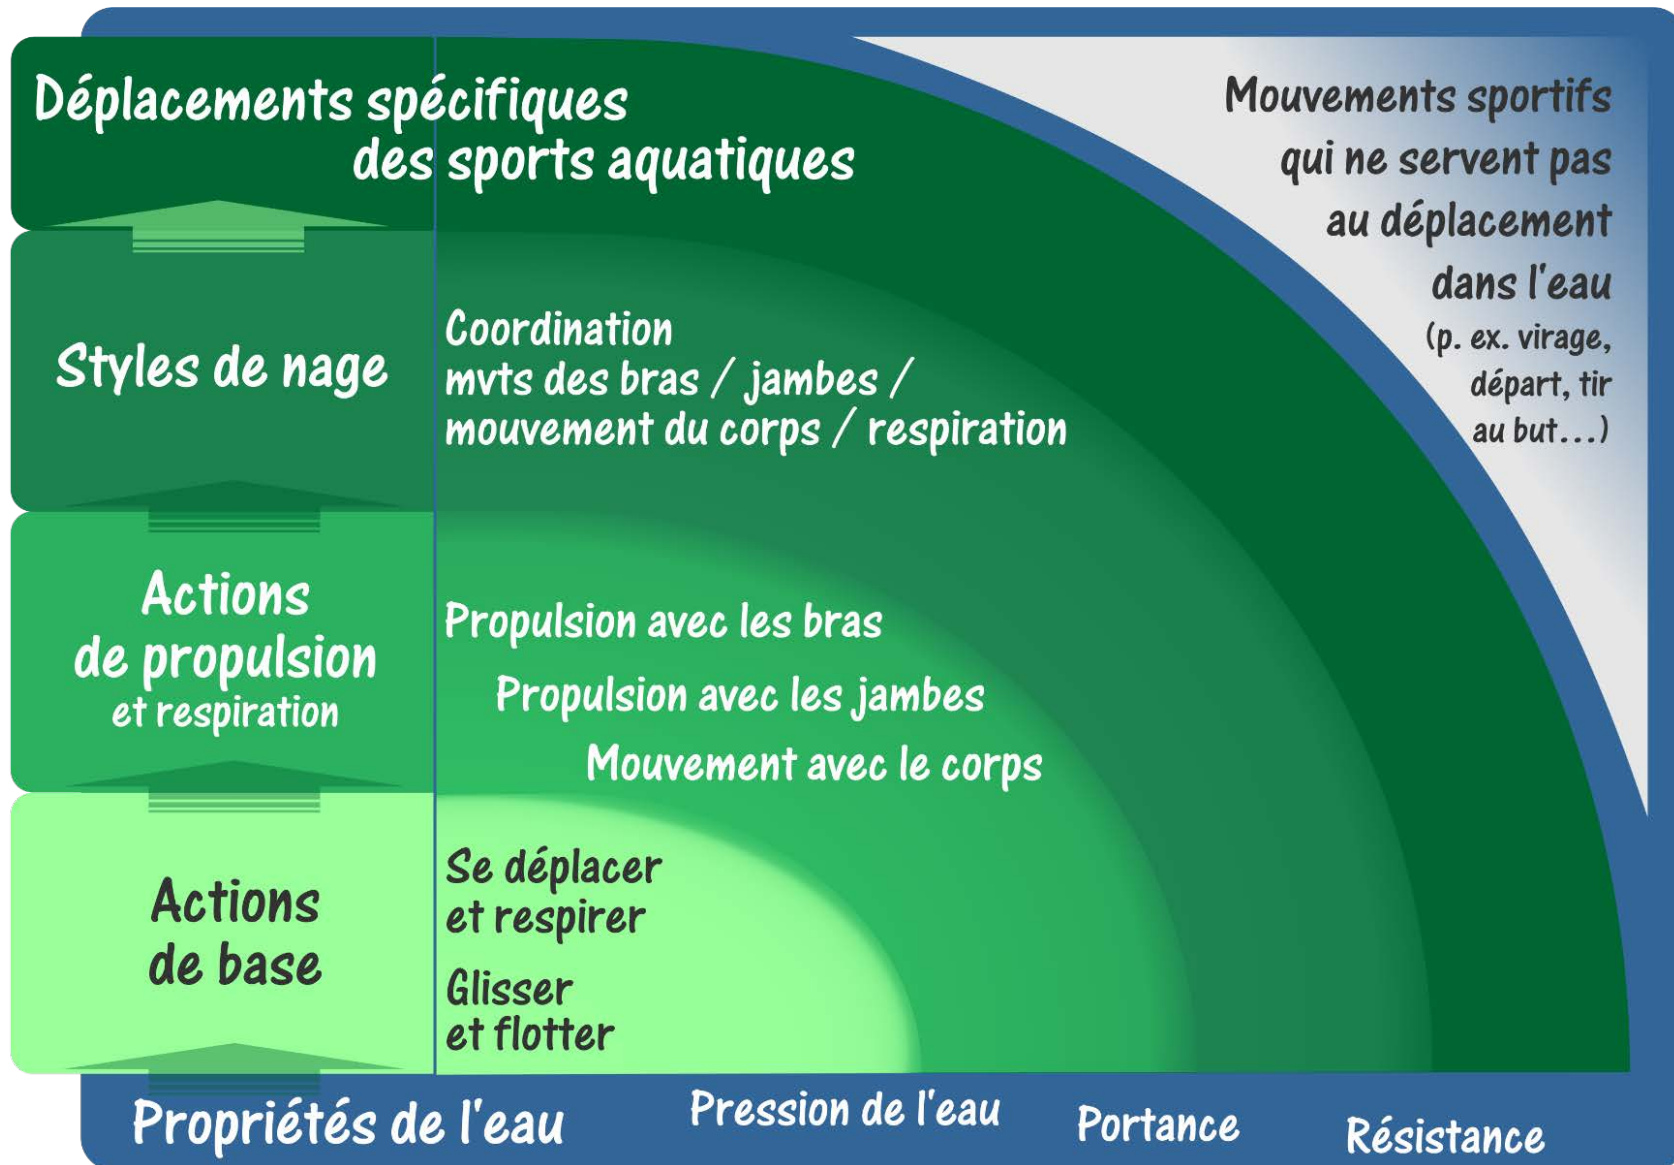 Déplacements spécifiques
des sports aquatiques
Mouvements sportifs
qui ne servent pas
au déplacement
dans l'eau
(p. ex. virage,
départ, tir
au but...)
Styles de nage
Coordination
mvts des bras / jambes /
mouvement du corps / respiration
Actions
de propulsion
et respiration
Propulsion avec les bras
Propulsion avec les jambes
Mouvement avec le corps
Actions
de base
Se déplacer
et respirer
Glisser
et flotter
Propriétés de l'eau
Pression de l'eau
Portance
Résistance